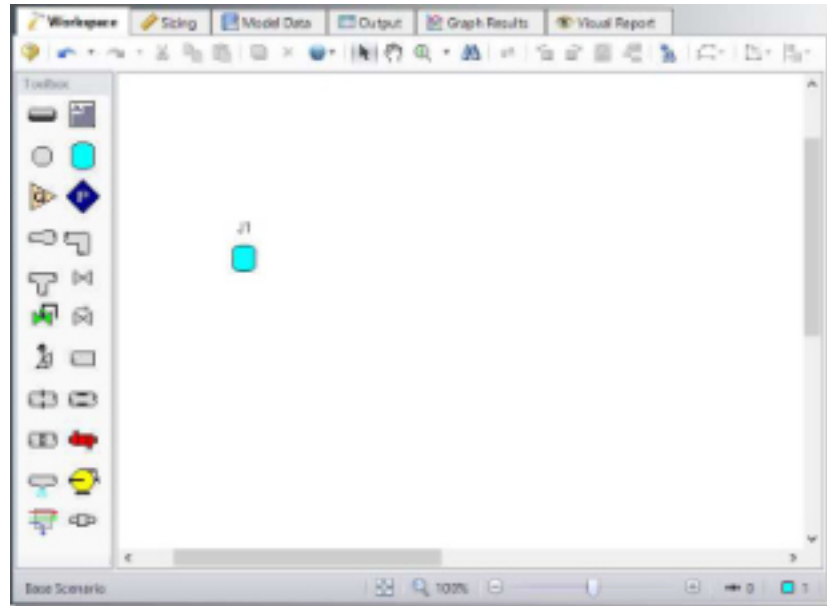 Workspace Sizing Model Data Output Graph Results Visual Report
Toolbox
P
J1
Base Scenario 100% 0 1